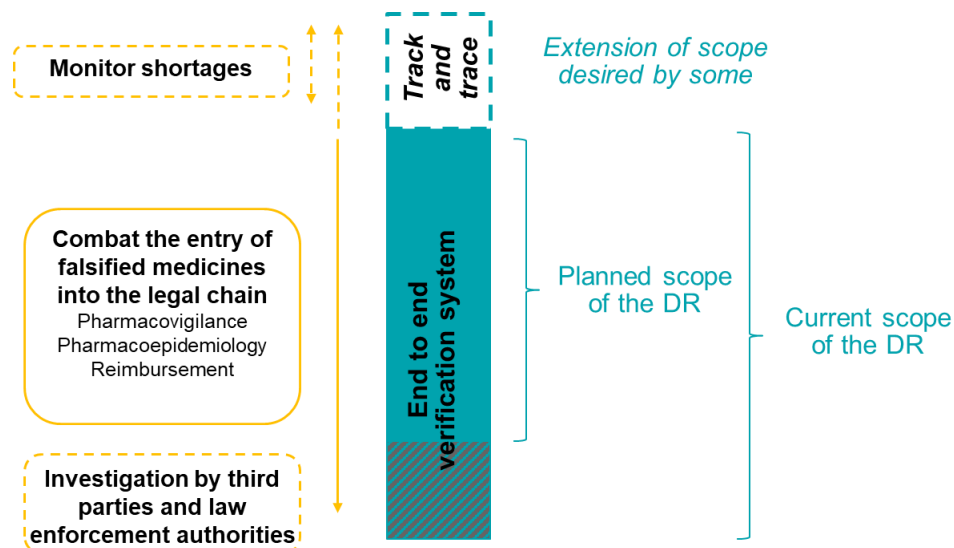 Monitor shortages
Track
and
trace
Extension of scope
desired by some
Combat the entry of
falsified medicines
into the legal chain
Pharmacovigilance
Pharmacoepidemiology
Reimbursement
End to end
verification system
Planned scope
of the DR
Current scope
of the DR
Investigation by third
parties and law
enforcement authorities